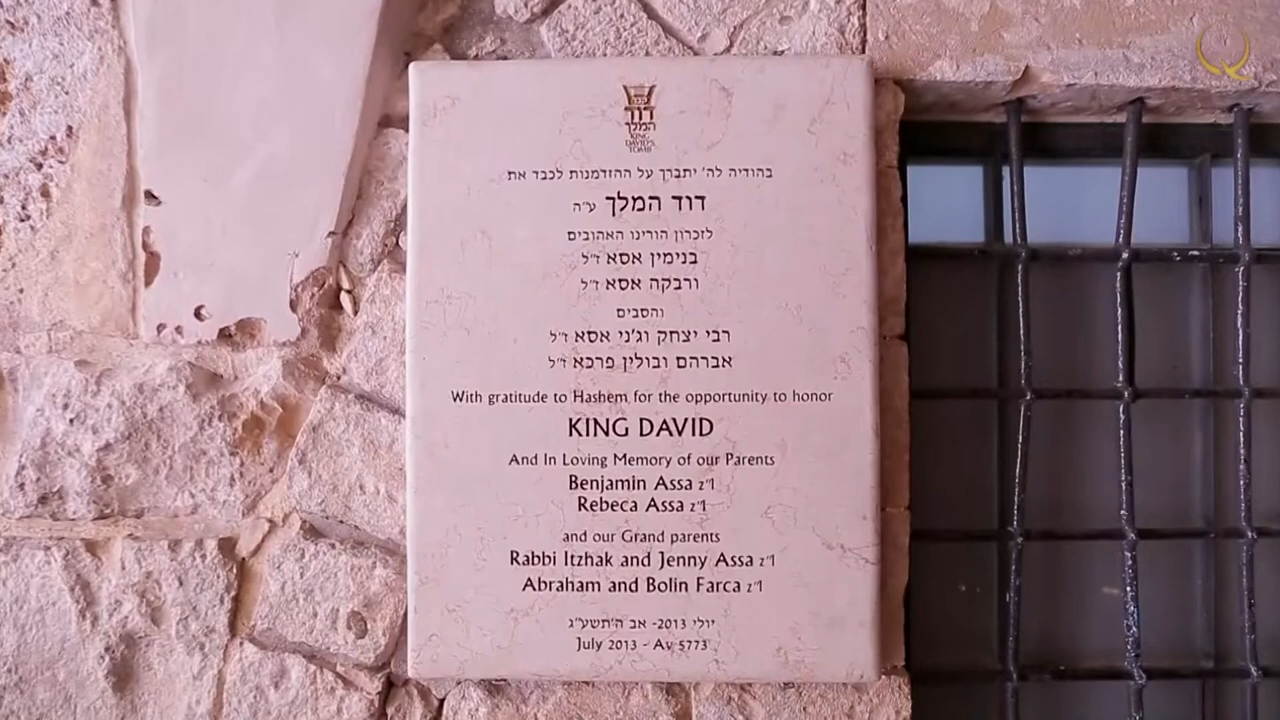 קבר
דוד
המלך
KING
DAVID'S
TOMB
בהודיה לה' יתברך על ההזדמנות לכבד את
דוד המלך ע"ה
לזכרון הורינו האהובים
בנימין אסא ז"ל
ורבקה אסא ז"ל
והסבים
רבי יצחק וג'ני אסא ז"ל
אברהם ובולין פרכא ז"ל
With gratitude to Hashem for the opportunity to honor
KING DAVID
And In Loving Memory of our Parents
Benjamin Assa z"l
Rebeca Assa z"l
and our Grand parents
Rabbi Itzhak and Jenny Assa z"l
Abraham and Bolin Farca z"l
יולי 2013- אב ה'תשע"ג
July 2013 - Av 5773